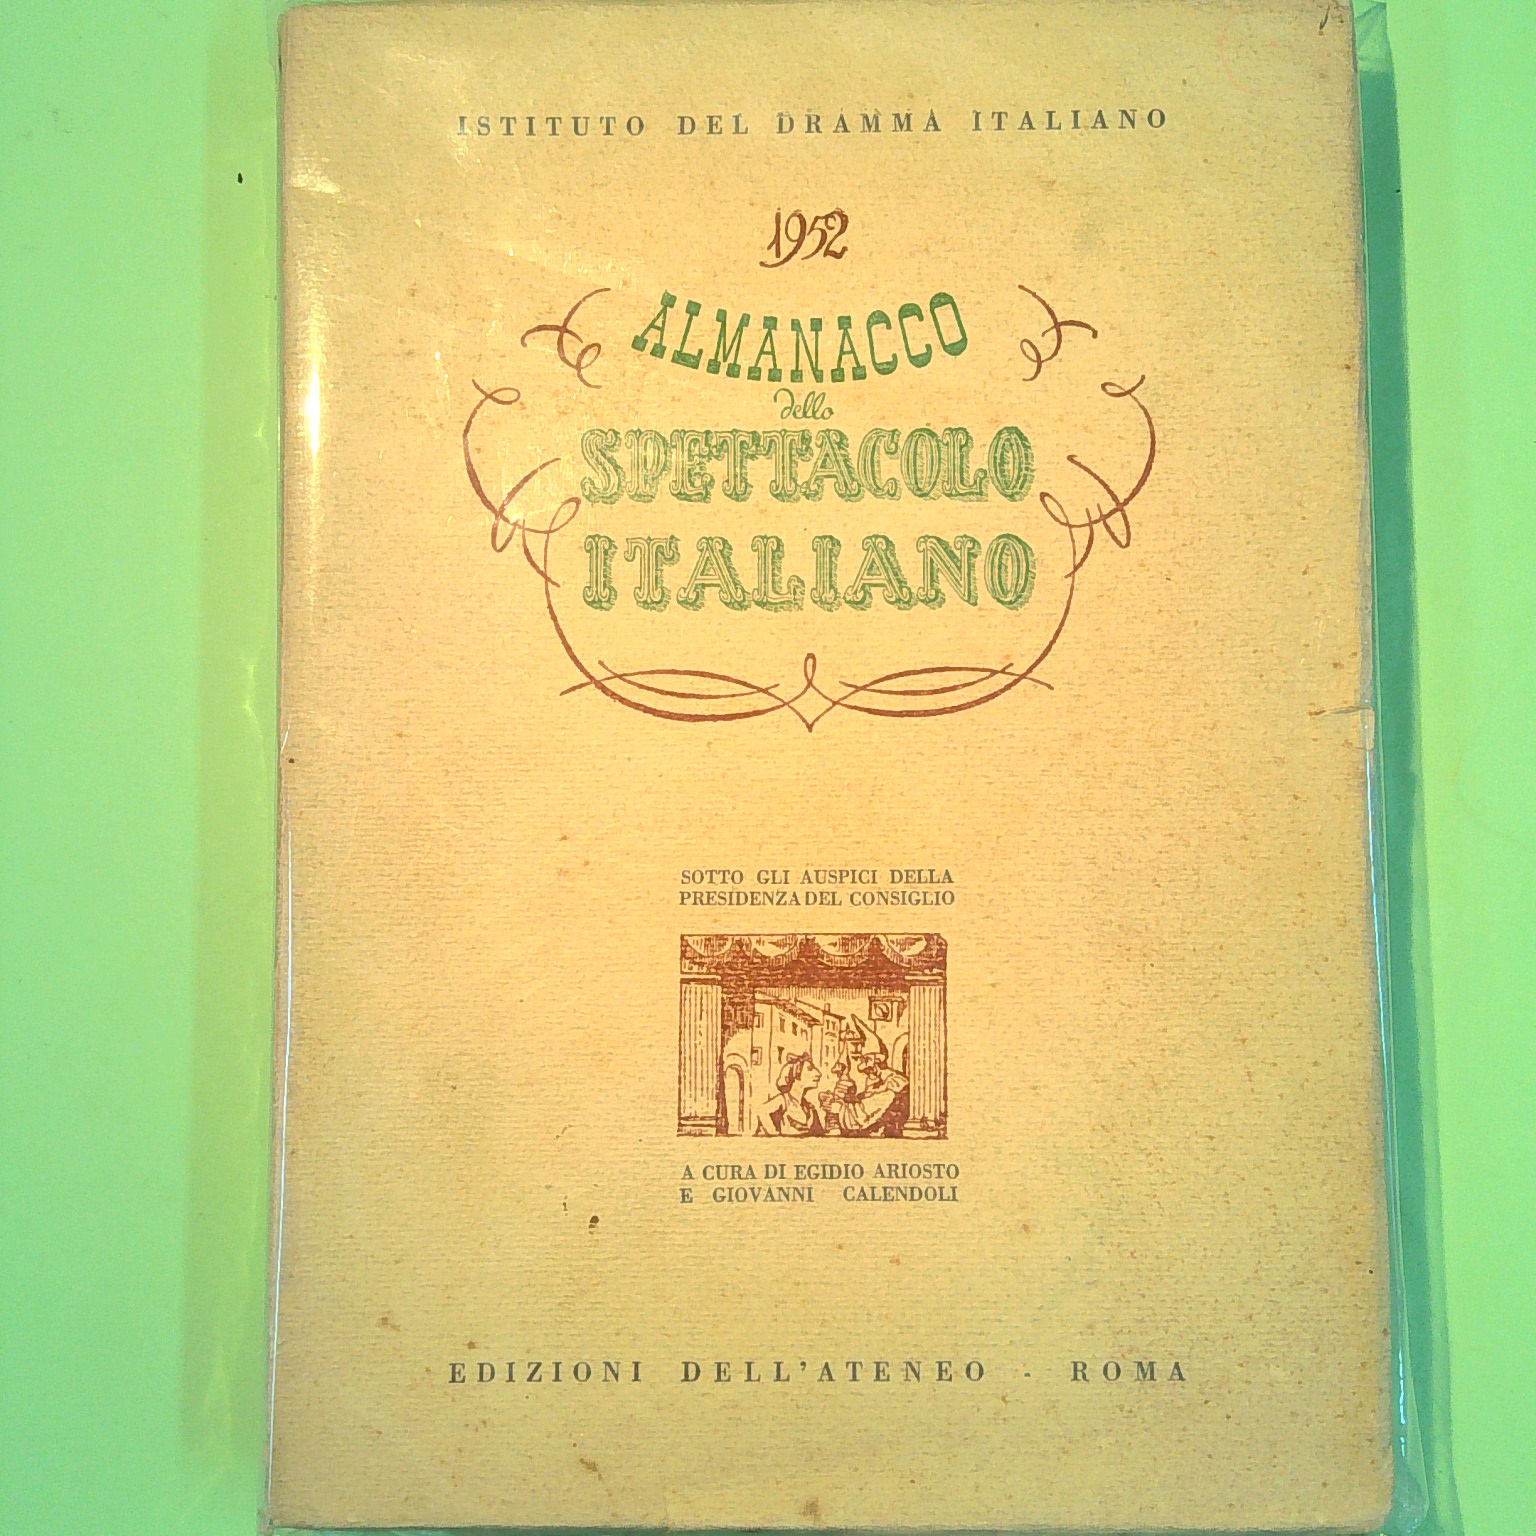 ISTITUTO DEL DRAMMA ITALIANO
1952
ALMANACCO
dello
SPETTACOLO
ITALIANO
SOTTO GLI AUSPICI DELLA
PRESIDENZA DEL CONSIGLIO
A CURA DI EGIDIO ARIOSTO
E GIOVANNI CALENDOLI
EDIZIONI DELL'ATENEO - ROMA